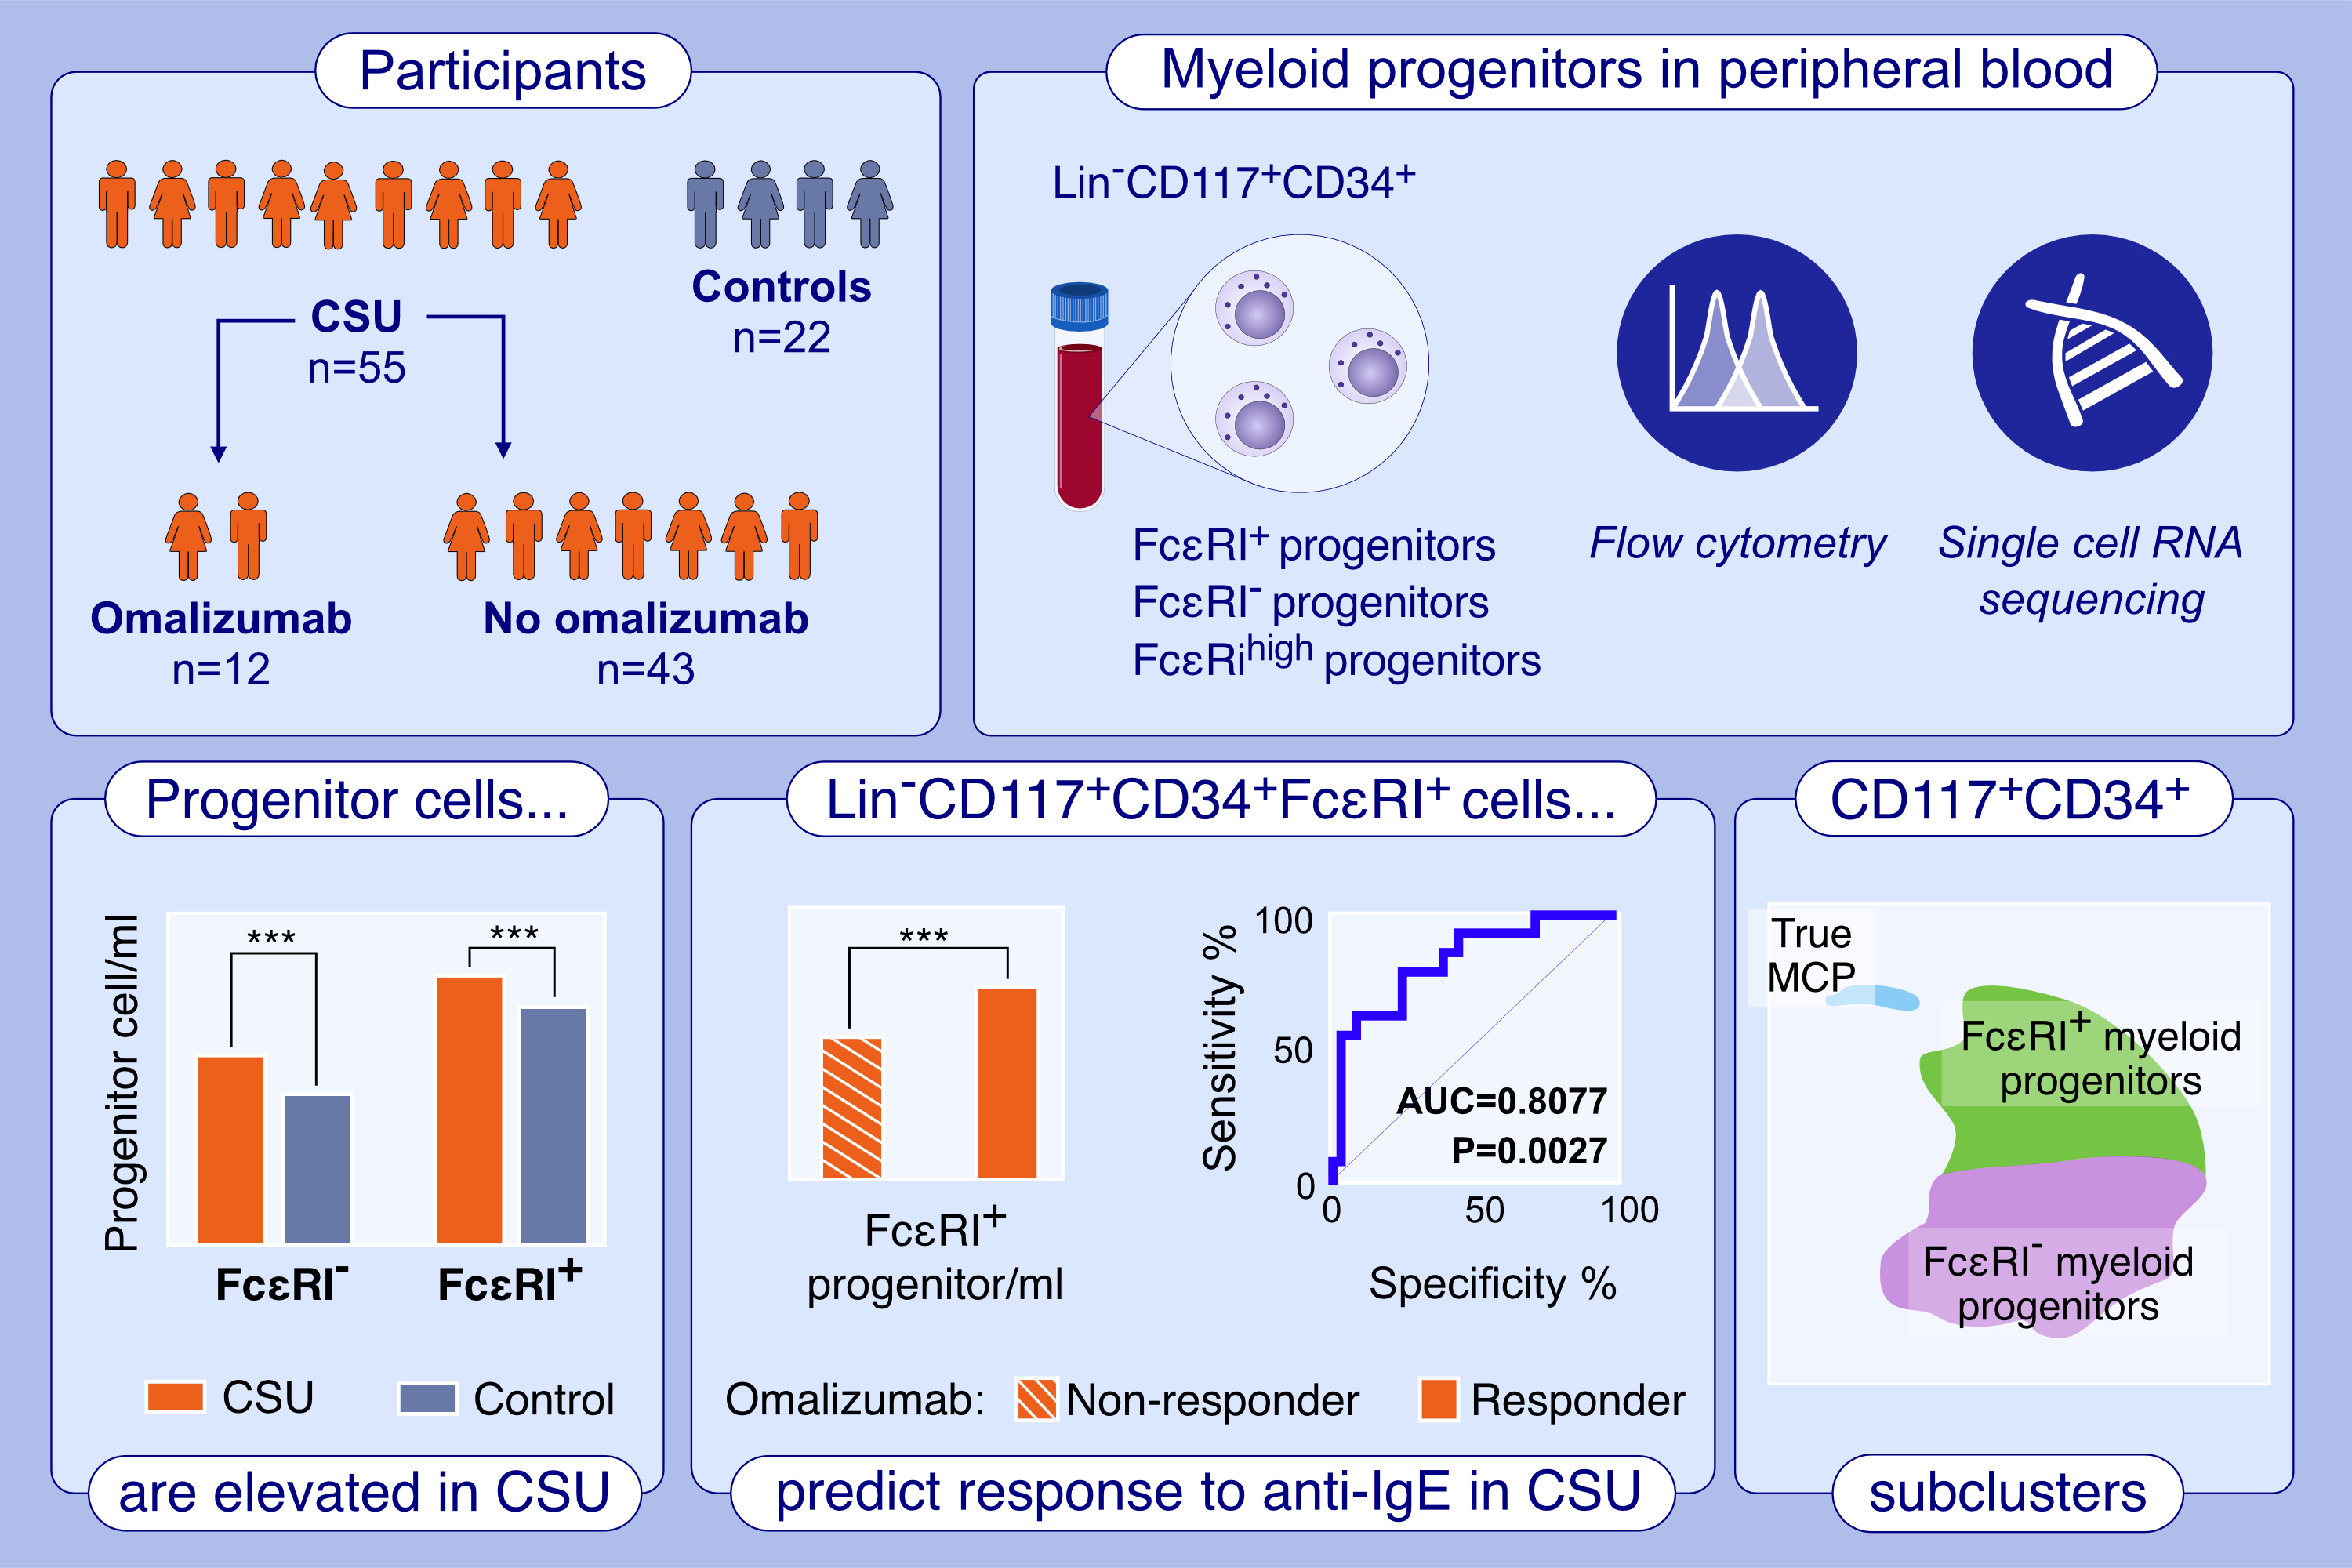 Participants
CSU
n=55
Controls
n=22
Omalizumab
n=12
No omalizumab
n=43
Myeloid progenitors in peripheral blood
Lin⁻CD117⁺CD34⁺
FcεRI⁺ progenitors
FcεRI⁻ progenitors
FcεRiʰⁱᵍʰ progenitors
Flow cytometry
Single cell RNA
sequencing
Progenitor cells...
Progenitor cell/ml
***
***
FcεRI⁻
FcεRI⁺
CSU
Control
are elevated in CSU
Lin⁻CD117⁺CD34⁺FcεRI⁺ cells...
***
FcεRI⁺
progenitor/ml
Sensitivity %
100
50
0
AUC=0.8077
P=0.0027
0
50
100
Specificity %
Omalizumab:
Non-responder
Responder
predict response to anti-IgE in CSU
CD117⁺CD34⁺
True
MCP
FcεRI⁺ myeloid
progenitors
FcεRI⁻ myeloid
progenitors
subclusters